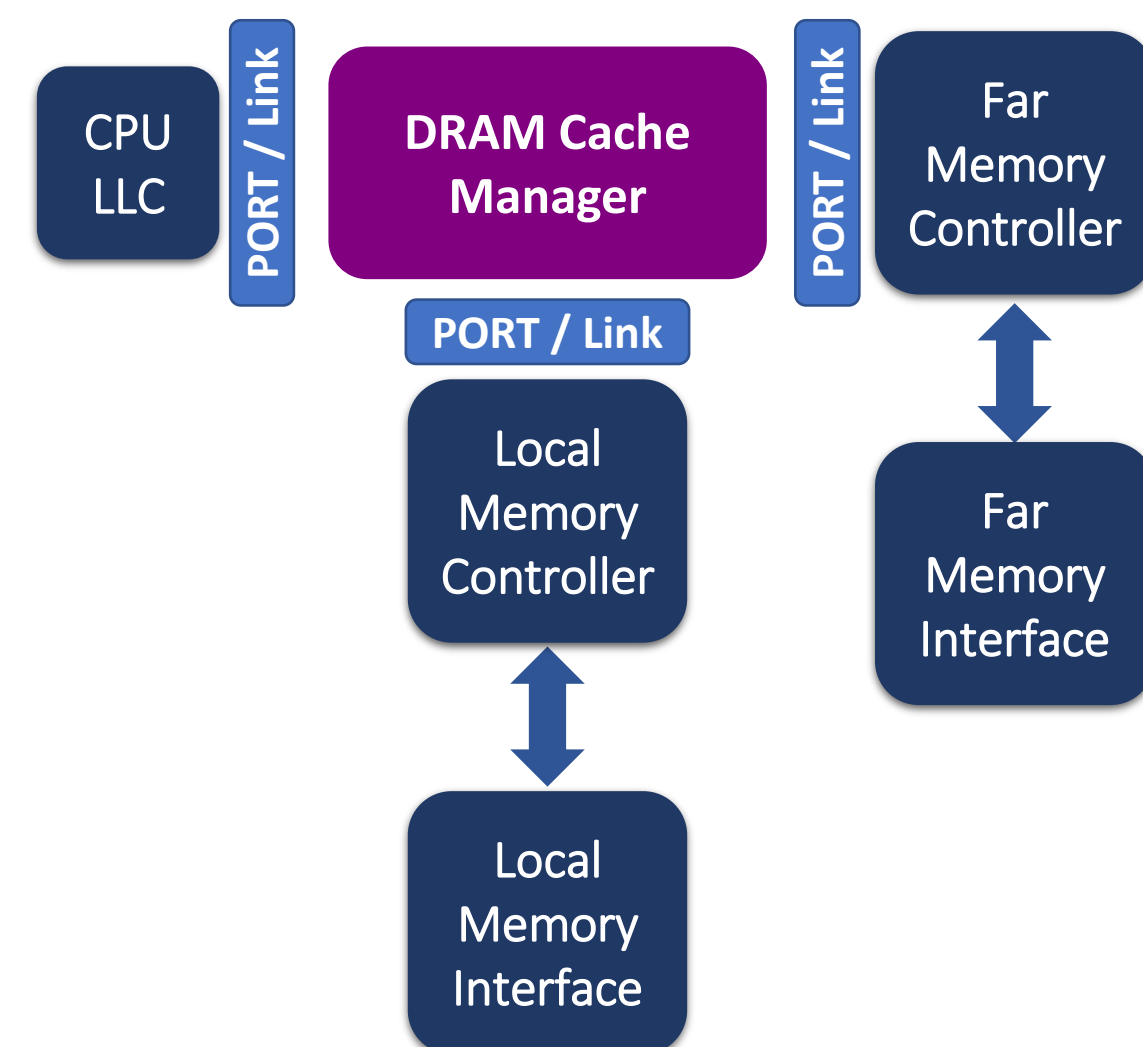 CPU
LLC
PORT / Link
DRAM Cache
Manager
PORT / Link
Far
Memory
Controller
PORT / Link
Local
Memory
Controller
Far
Memory
Interface
Local
Memory
Interface